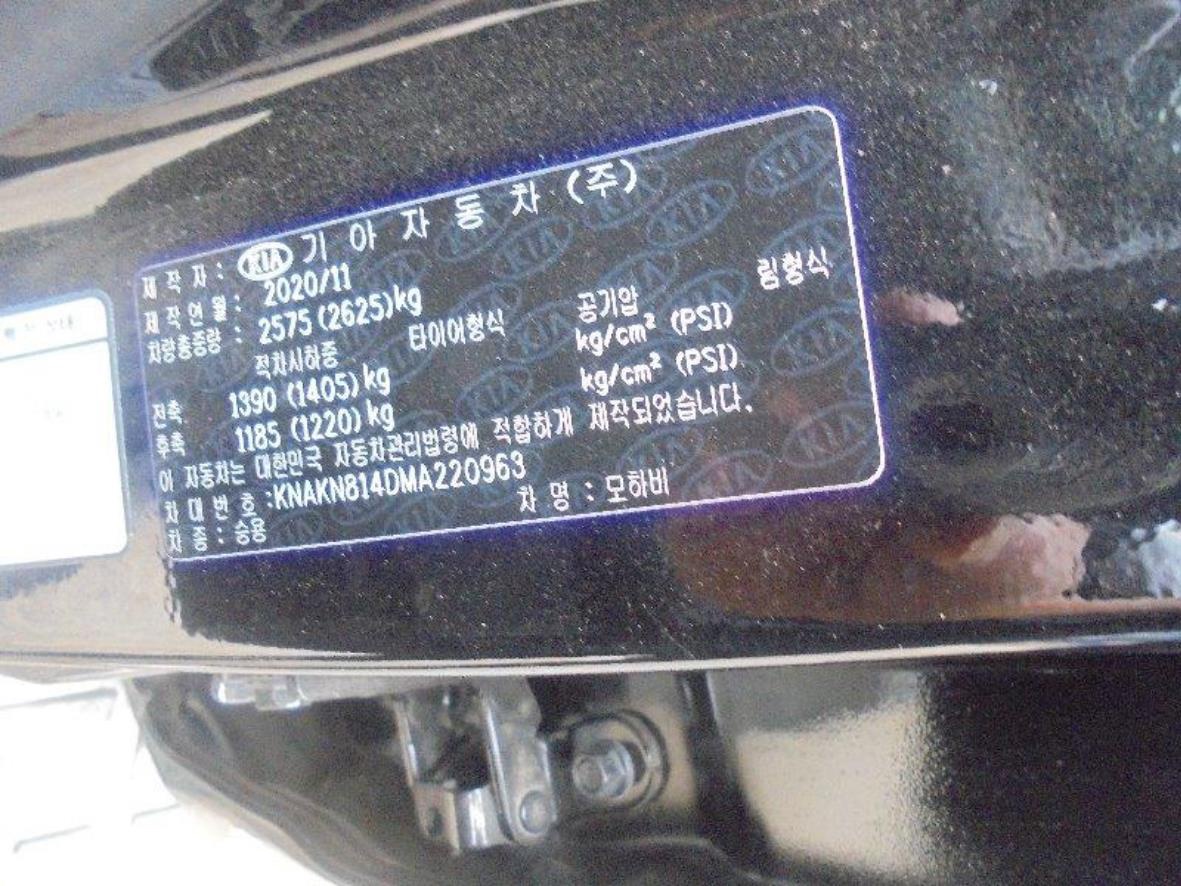 제작자 : KIA 기아자동차(주)
제작연월 : 2020/11
차량총중량 : 2575(2625)kg
적차시하중 타이어형식 공기압 림형식
전축 1390 (1405)kg kg/cm² (PSI)
후축 1185 (1220)kg kg/cm² (PSI)
이 자동차는 대한민국 자동차관리법령에 적합하게 제작되었습니다.
차대번호 :KNAKN814DMA220963
차종 : 승용 차명 : 모하비